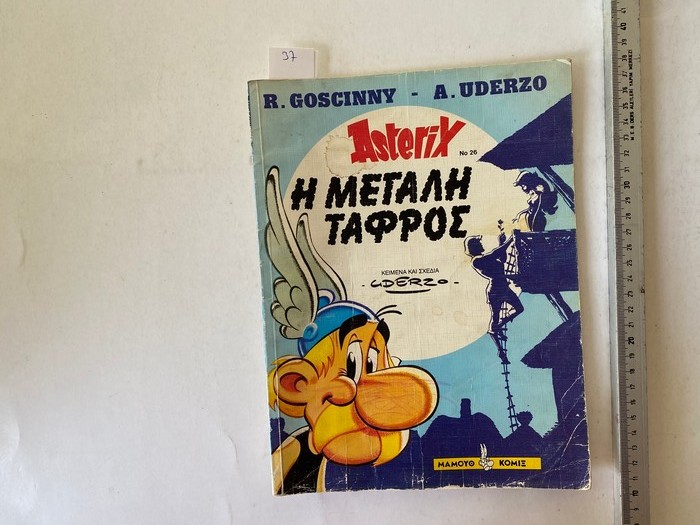 37
R. GOSCINNY - A. UDERZO
Asterix
No 26
Η ΜΕΓΑΛΗ
ΤΑΦΡΟΣ
ΚΕΙΜΕΝΑ ΚΑΙ ΣΧΕΔΙΑ
·UDERZO·
ΜΑΜΟΥΘ ΚΟΜΙΞ